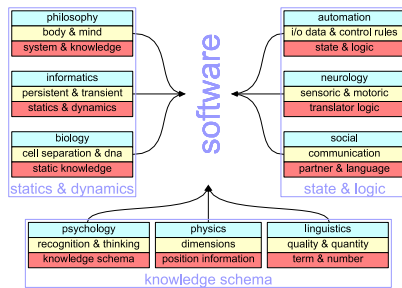 philosophy
body & mind
system & knowledge
informatics
persistent & transient
statics & dynamics
biology
cell separation & dna
static knowledge
statics & dynamics
software
automation
i/o data & control rules
state & logic
neurology
sensoric & motoric
translator logic
social
communication
partner & language
state & logic
psychology
recognition & thinking
knowledge schema
physics
dimensions
position information
linguistics
quality & quantity
term & number
knowledge schema